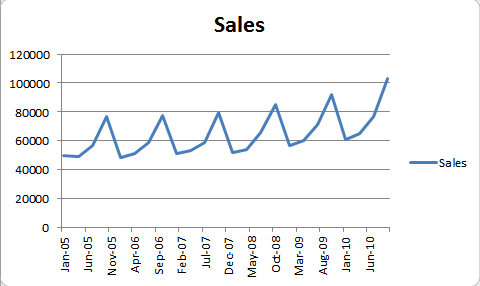 Sales
120000
100000
80000
60000
40000
20000
0
Jan-05
Jun-05
Nov-05
Apr-06
Sep-06
Feb-07
Jul-07
Dec-07
May-08
Oct-08
Mar-09
Aug-09
Jan-10
Jun-10
Sales